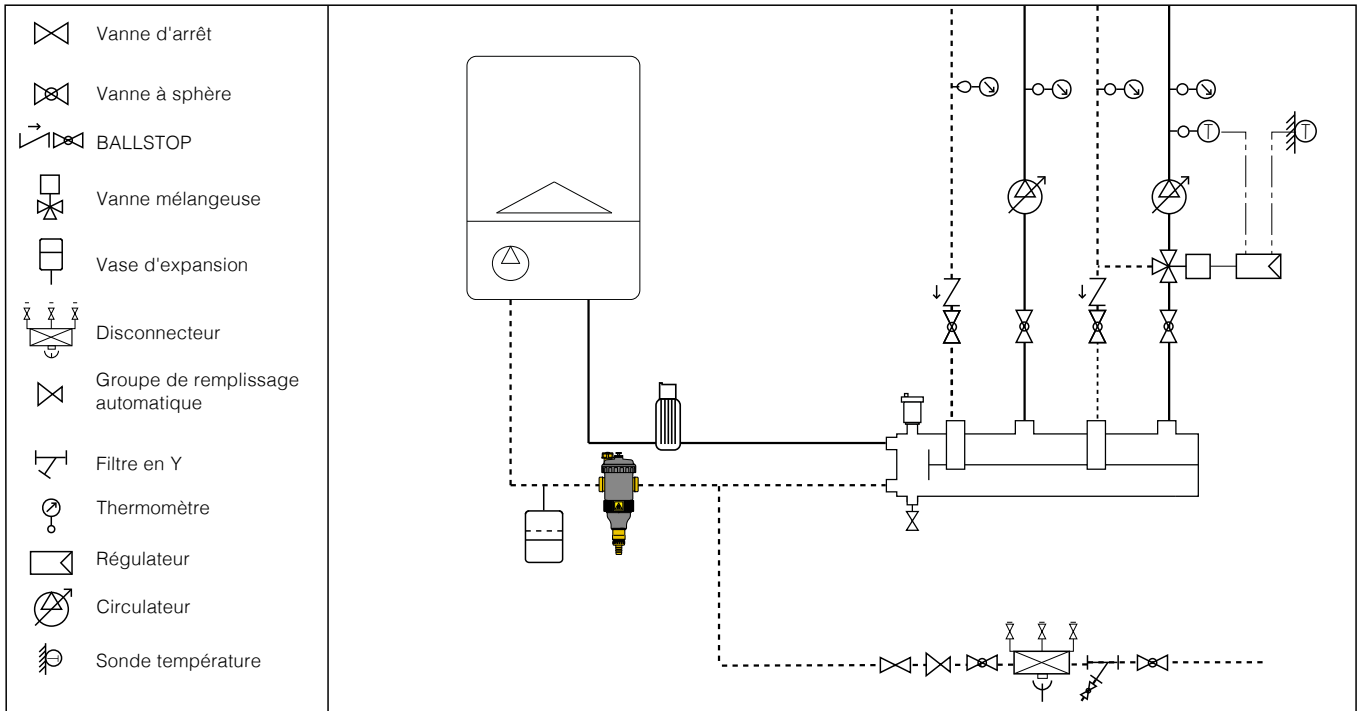 Vanne d'arrêt
Vanne à sphère
BALLSTOP
Vanne mélangeuse
Vase d'expansion
Disconnecteur
Groupe de remplissage
automatique
Filtre en Y
Thermomètre
Régulateur
Circulateur
Sonde température
T
T